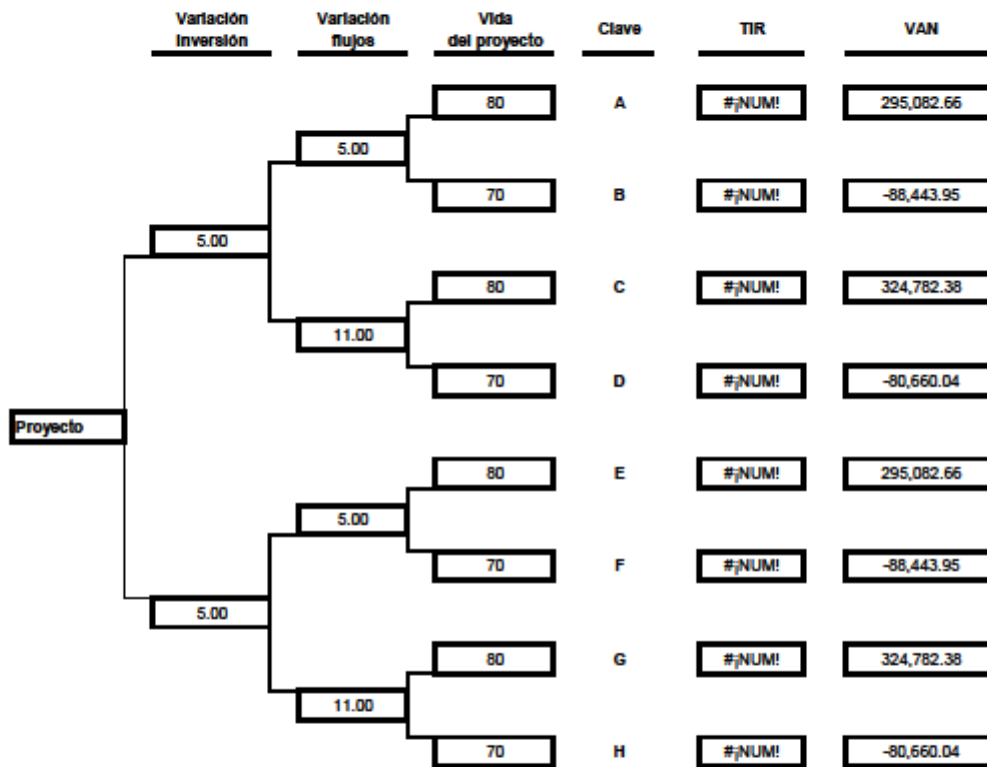 Variación Variación Vida
inversión flujos del proyecto Clave TIR VAN
80 A #¡NUM! 295,082.66
5.00
70 B #¡NUM! -88,443.95
5.00
80 C #¡NUM! 324,782.38
11.00
70 D #¡NUM! -80,660.04
Proyecto
80 E #¡NUM! 295,082.66
5.00
70 F #¡NUM! -88,443.95
5.00
80 G #¡NUM! 324,782.38
11.00
70 H #¡NUM! -80,660.04